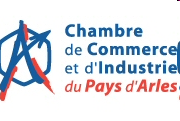 Chambre
de Commerce
et d'Industrie
du Pays d'Arles